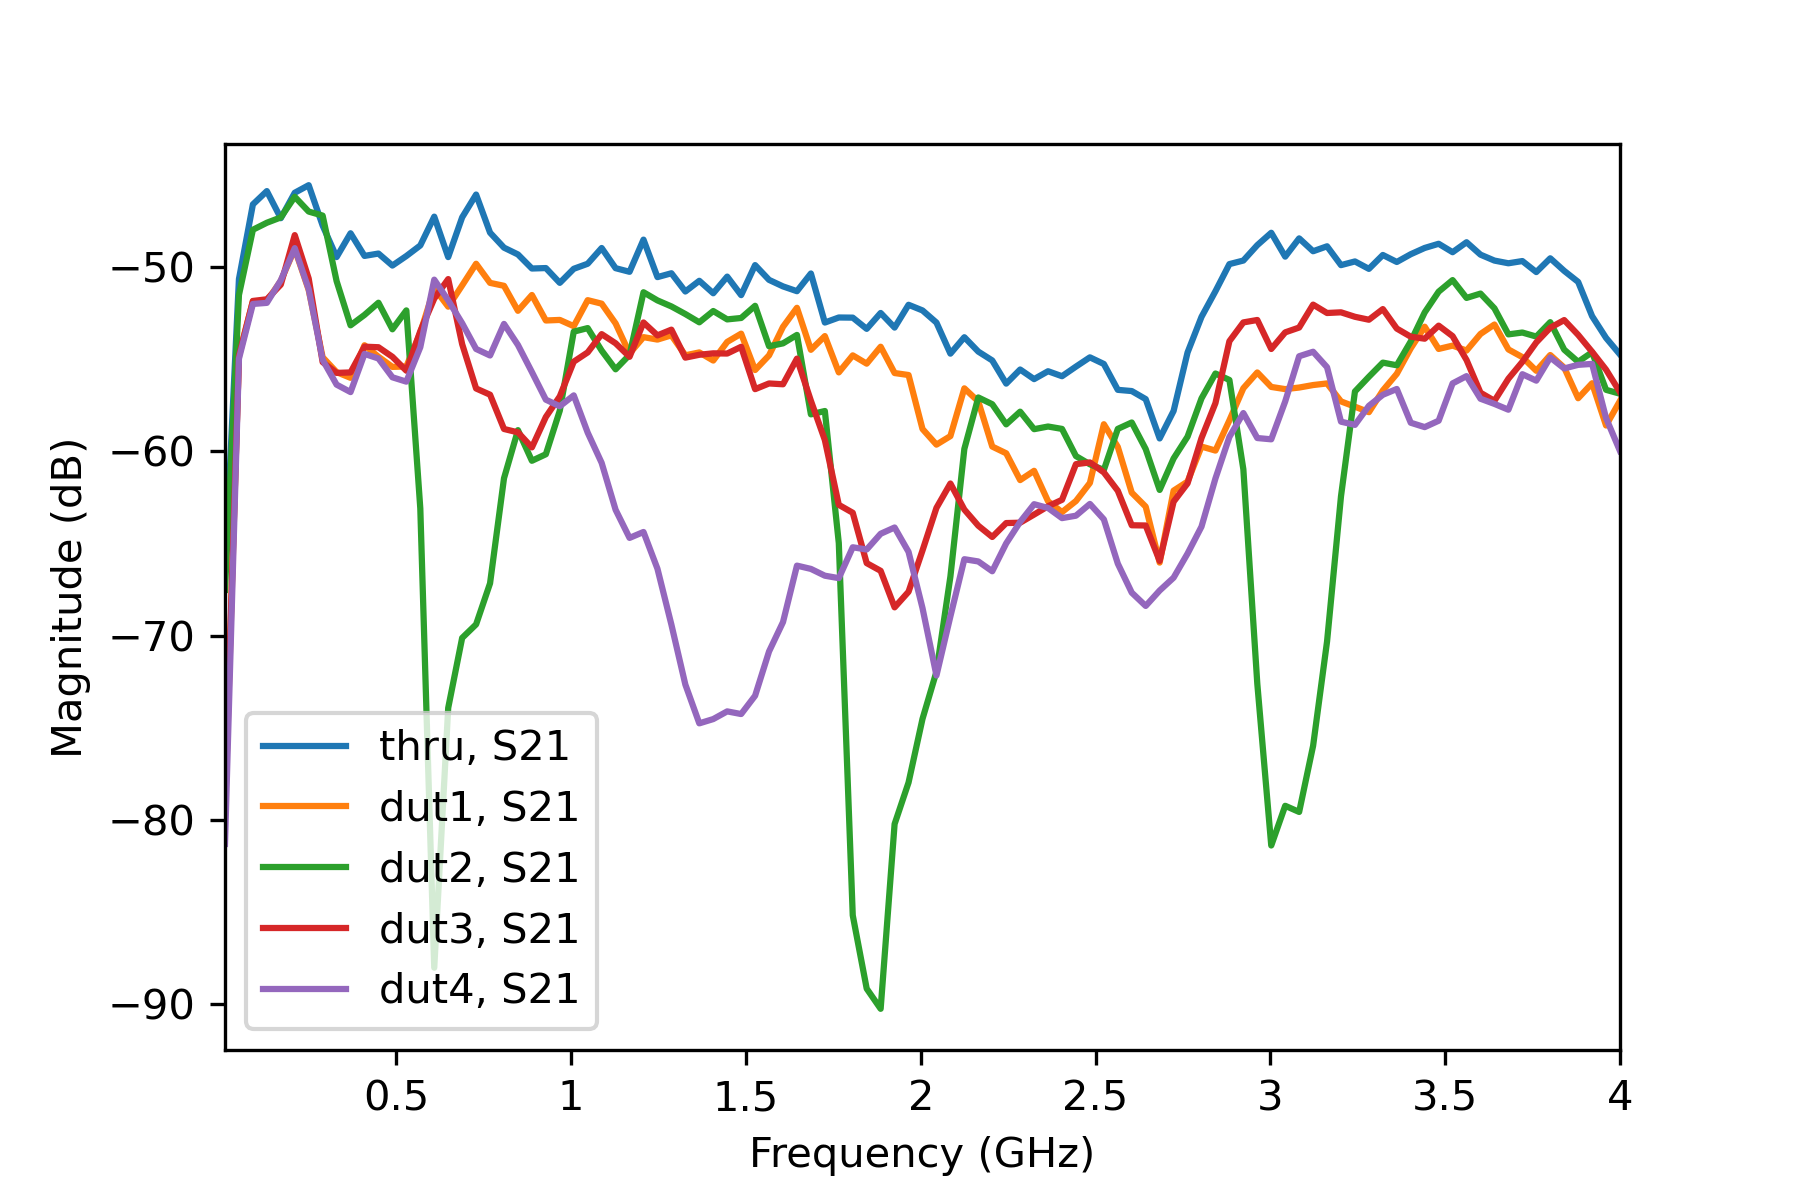 Magnitude (dB)
−50
−60
−70
−80
−90
thru, S21
dut1, S21
dut2, S21
dut3, S21
dut4, S21
0.5 1 1.5 2 2.5 3 3.5 4
Frequency (GHz)